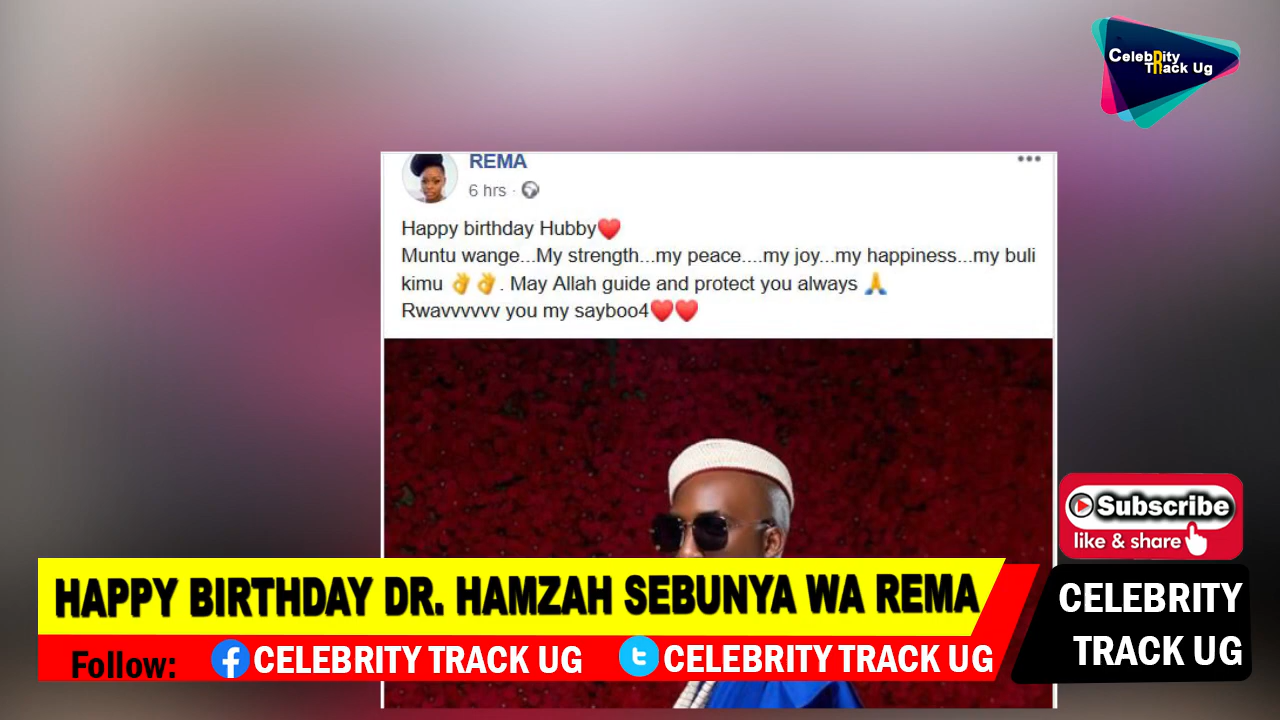 CelebRity
TRack Ug
REMA
6 hrs ·
Happy birthday Hubby❤️
Muntu wange...My strength...my peace....my joy...my happiness...my buli
kimu 👌👌. May Allah guide and protect you always 🙏
Rwavvvvvv you my sayboo4❤️❤️
Subscribe
like & share
HAPPY BIRTHDAY DR. HAMZAH SEBUNYA WA REMA
CELEBRITY
TRACK UG
Follow: CELEBRITY TRACK UG CELEBRITY TRACK UG